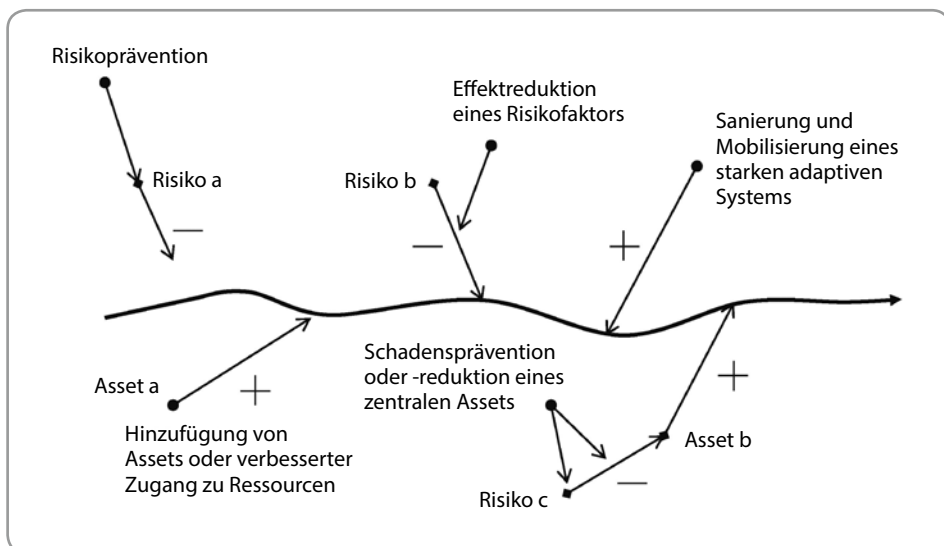 Risikoprävention
Effektreduktion
eines Risikofaktors
Sanierung und
Mobilisierung eines
starken adaptiven
Systems
Risiko a
Risiko b
—
—
+
Schadensprävention
oder -reduktion eines
zentralen Assets
Asset a
+
+
Hinzufügung von
Assets oder verbesserter
Zugang zu Ressourcen
Asset b
—
Risiko c